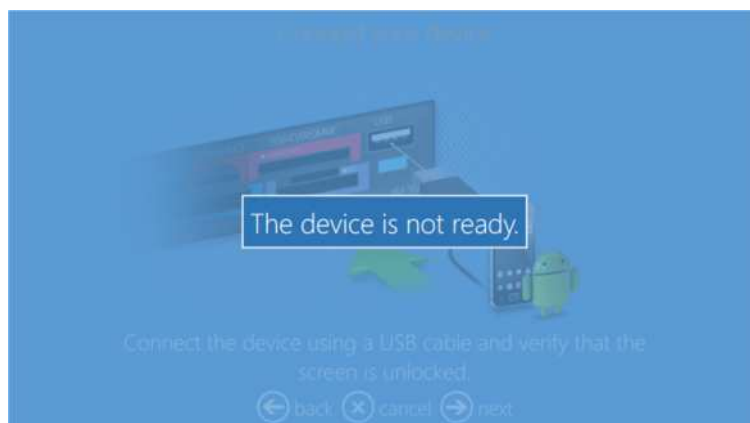 Connect your device
USB
The device is not ready.
Connect the device using a USB cable and verify that the
screen is unlocked.
back cancel next